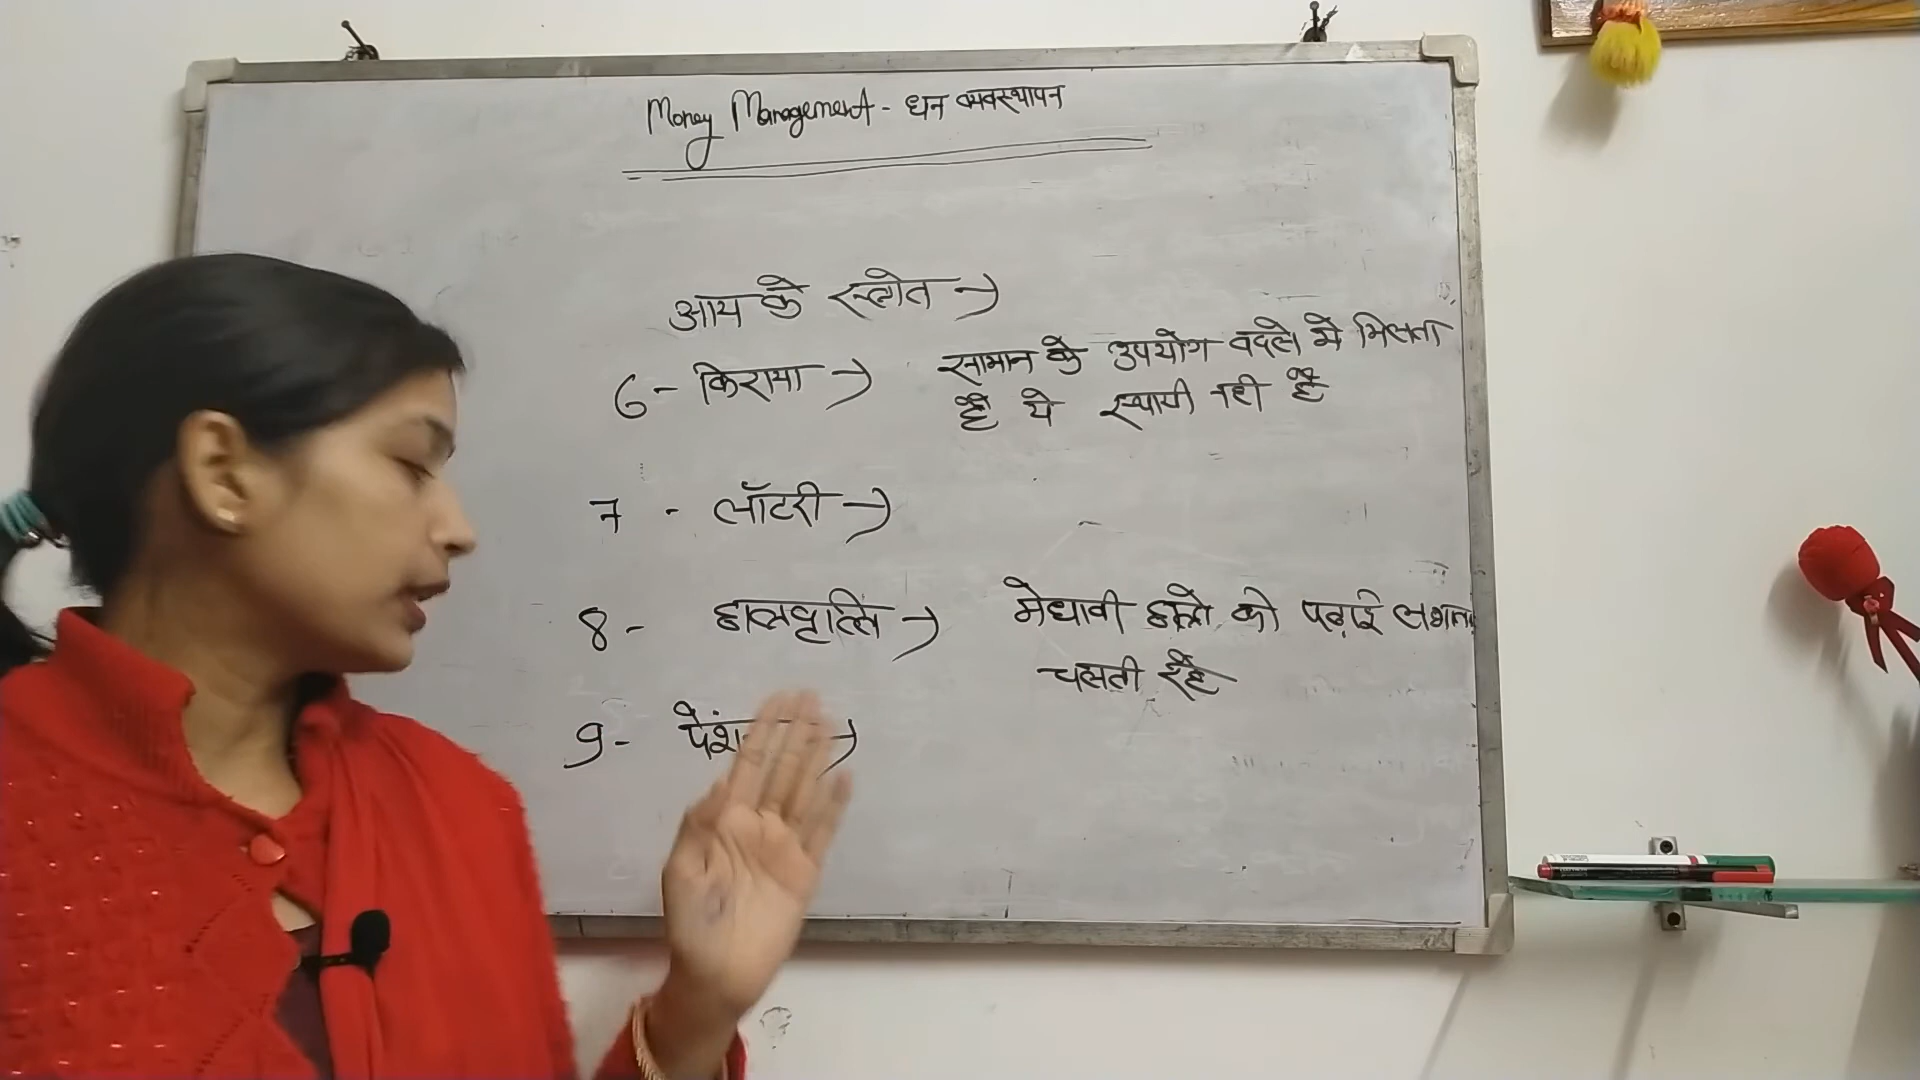 Money Management - धन व्यवस्थापन
आय के स्त्रोत →
6 - किराया → सामान के उपयोग बदले मे मिलता
है ये स्थायी नही है
7 - लॉटरी →
8 - छात्रवृत्ति → मेधावी छात्रो को पढ़ाई
चलती रहे
9 - →